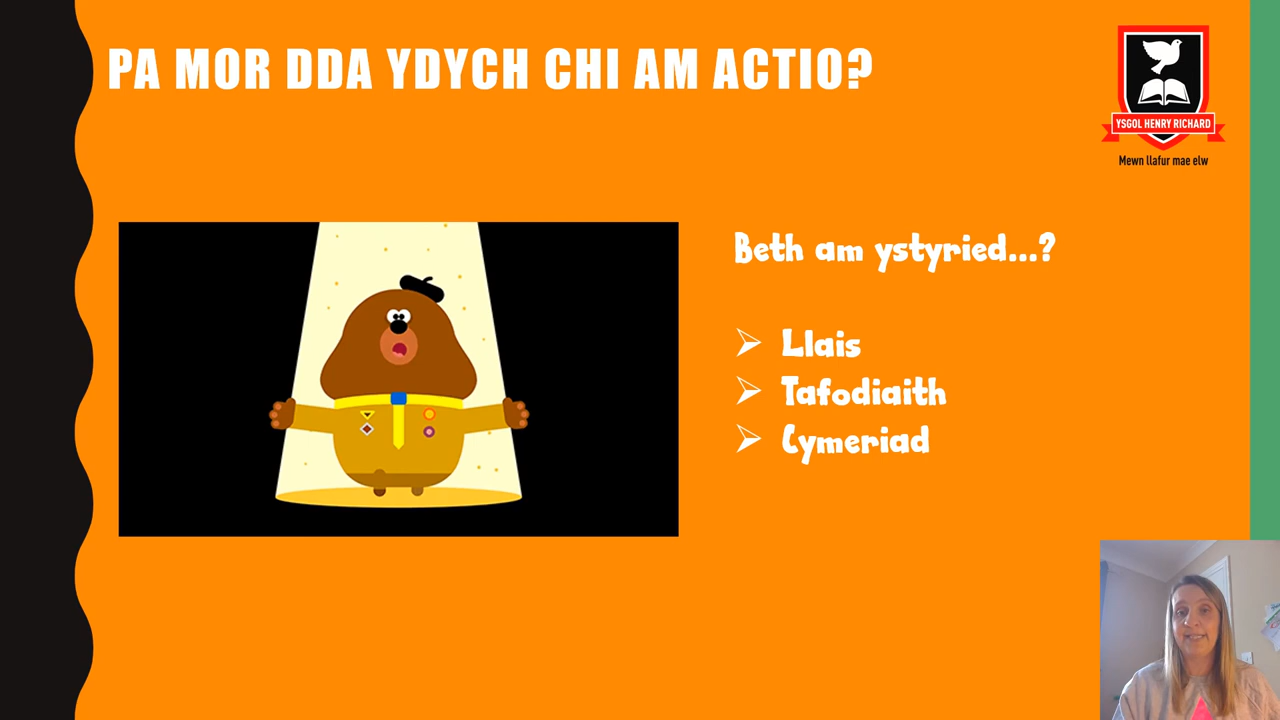 PA MOR DDA YDYCH CHI AM ACTIO?
YSGOL HENRY RICHARD
Mewn llafur mae elw
Beth am ystyried...?
Llais
Tafodiaith
Cymeriad